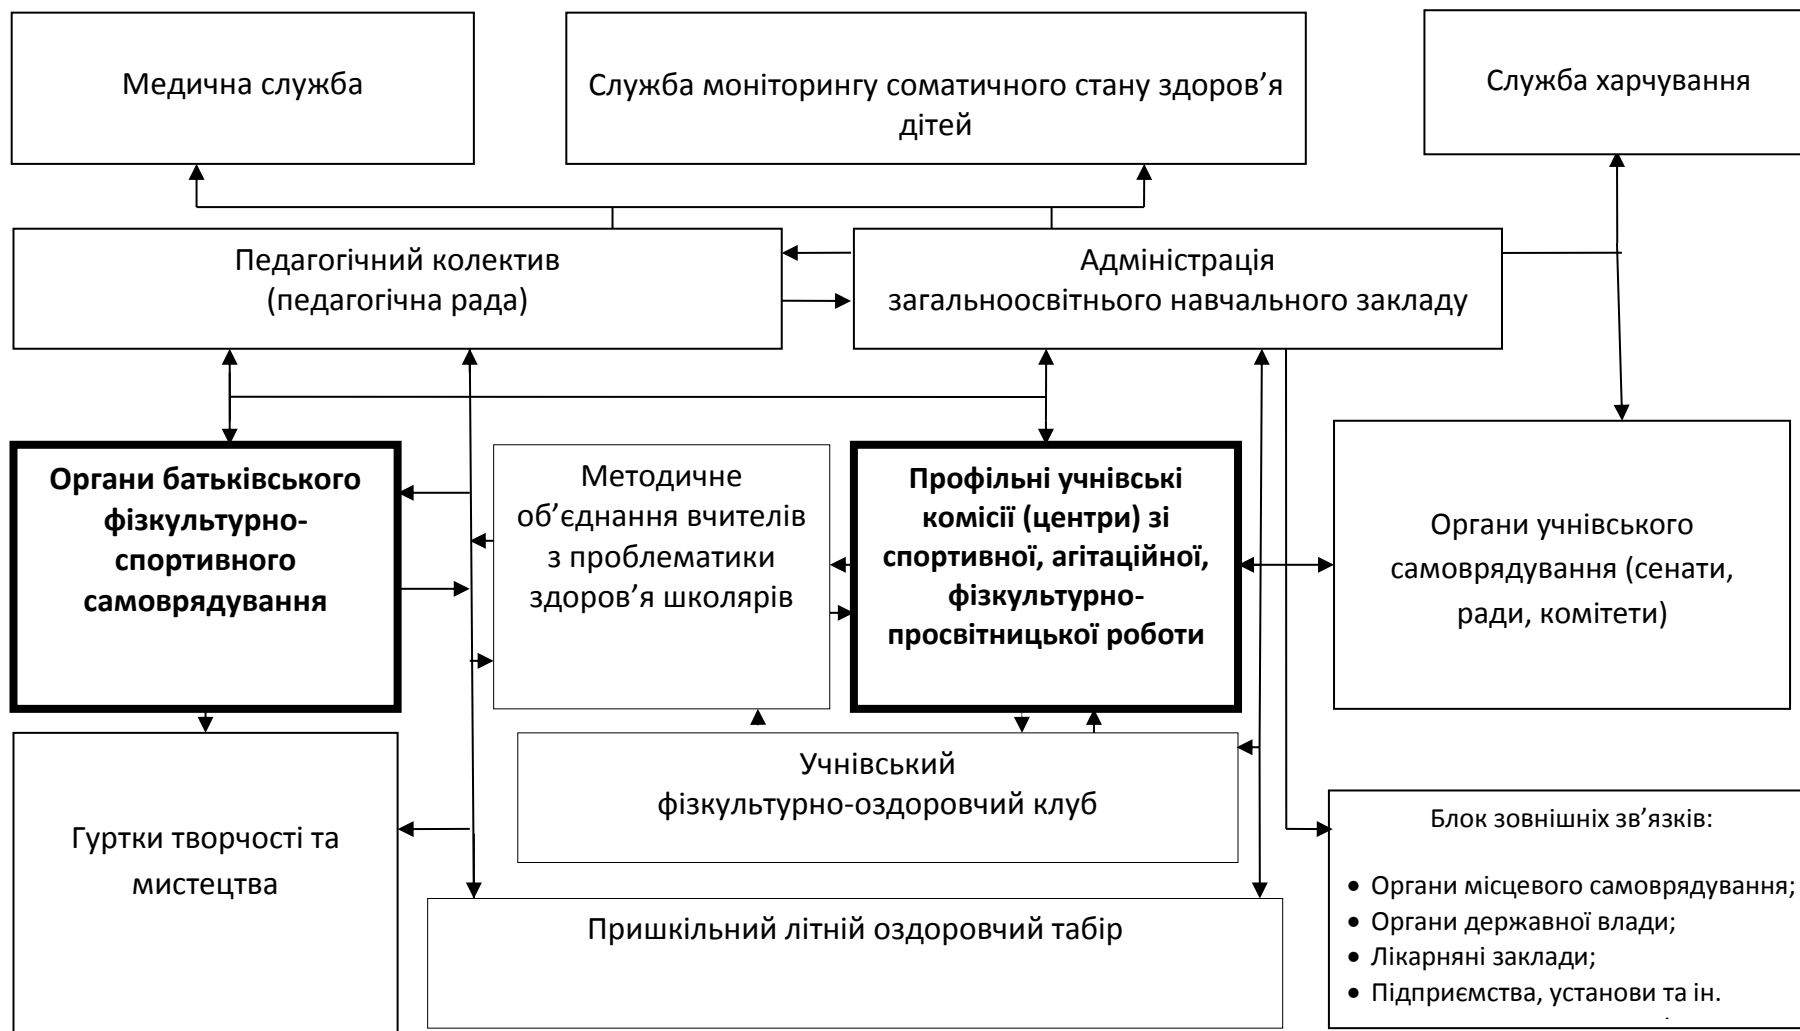 Медична служба
Служба моніторингу соматичного стану здоров’я
дітей
Служба харчування
Педагогічний колектив
(педагогічна рада)
Адміністрація
загальноосвітнього навчального закладу
Органи батьківського
фізкультурно-
спортивного
самоврядування
Методичне
об’єднання вчителів
з проблематики
здоров’я школярів
Профільні учнівські
комісії (центри) зі
спортивної, агітаційної,
фізкультурно-
просвітницької роботи
Органи учнівського
самоврядування (сенати,
ради, комітети)
Гуртки творчості та
мистецтва
Учнівський
фізкультурно-оздоровчий клуб
Пришкільний літній оздоровчий табір
Блок зовнішніх зв’язків:
• Органи місцевого самоврядування;
• Органи державної влади;
• Лікарняні заклади;
• Підприємства, установи та ін.